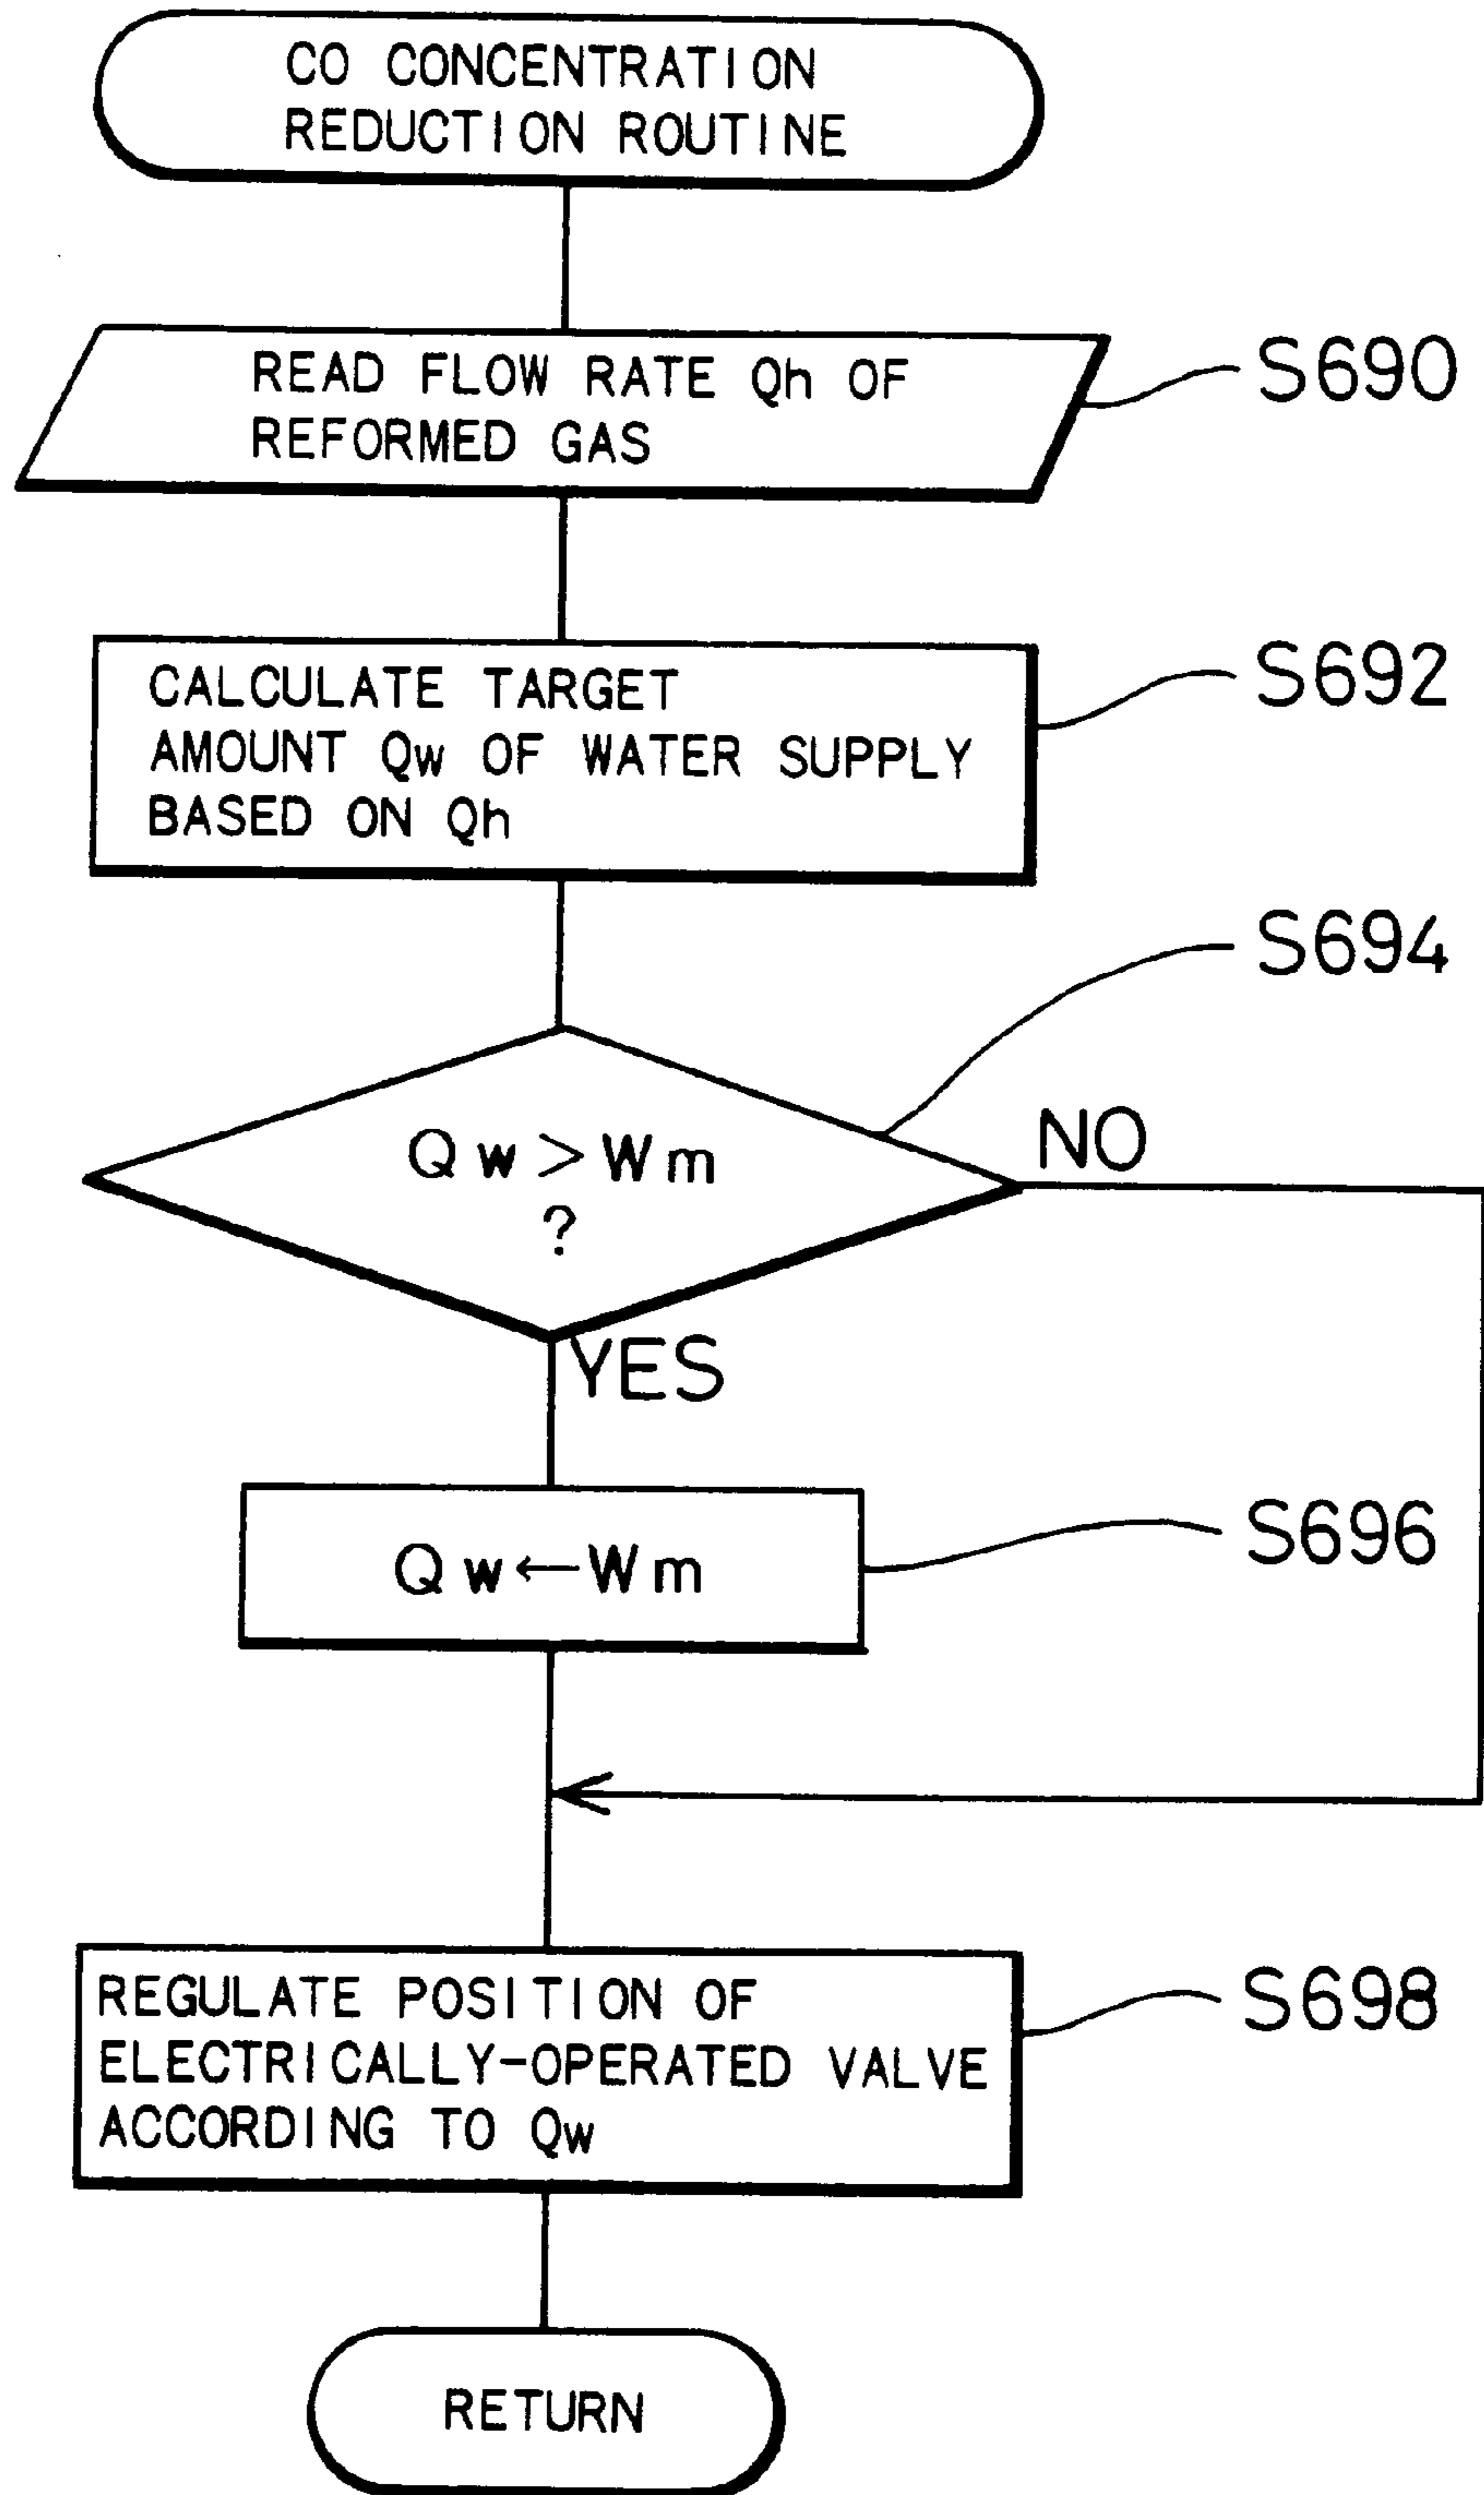 CO CONCENTRATION
REDUCTION ROUTINE
READ FLOW RATE Qh OF
REFORMED GAS
S690
CALCULATE TARGET
AMOUNT Qw OF WATER SUPPLY
BASED ON Qh
S692
S694
Qw>Wm
?
NO
YES
Qw←Wm
S696
REGULATE POSITION OF
ELECTRICALLY-OPERATED VALVE
ACCORDING TO Qw
S698
RETURN